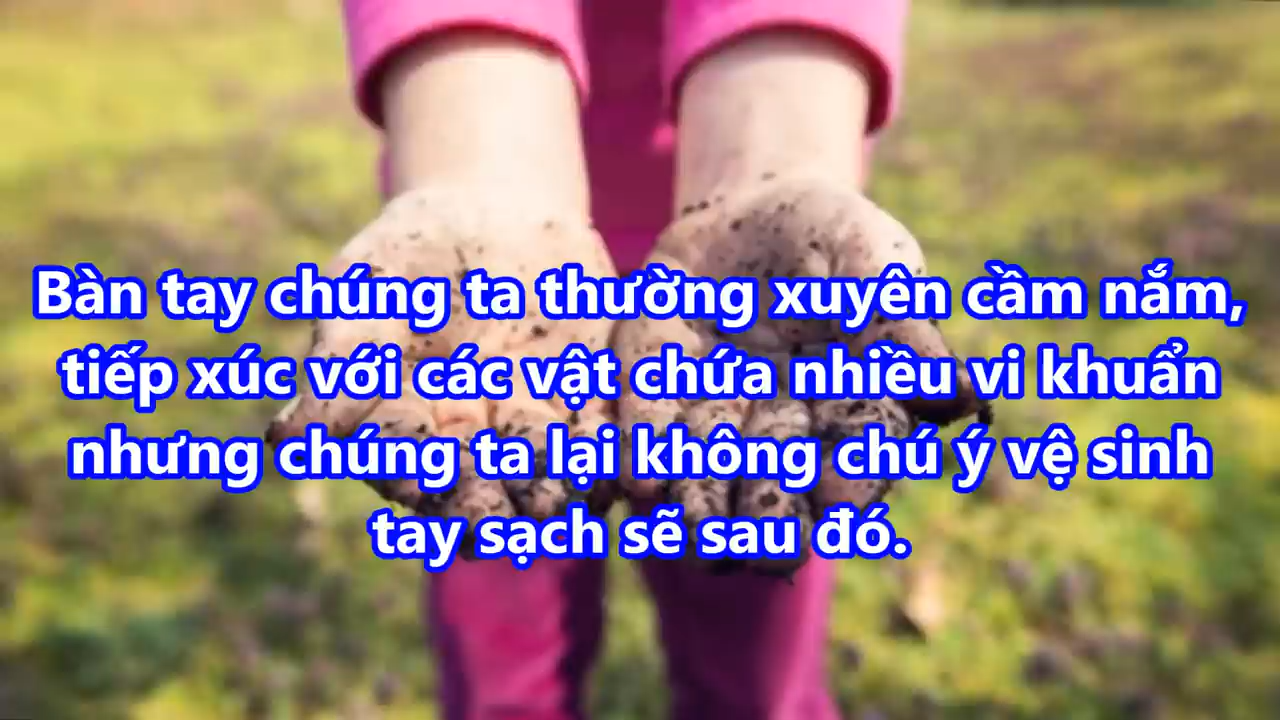 Bàn tay chúng ta thường xuyên cầm nắm,
tiếp xúc với các vật chứa nhiều vi khuẩn
nhưng chúng ta lại không chú ý vệ sinh
tay sạch sẽ sau đó.